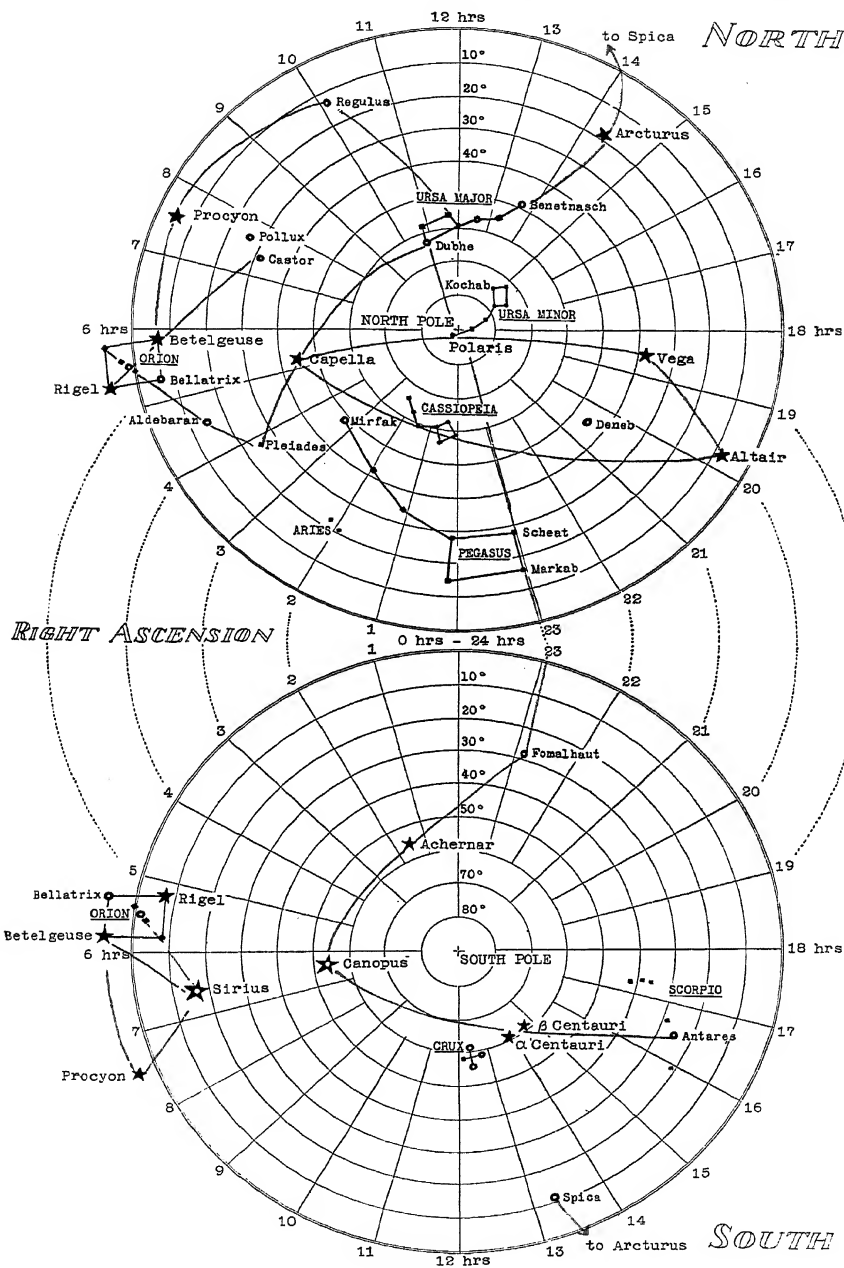 12 hrs
11
13
to Spica
NORTH
10
14
10°
20°
9
Regulus
15
30°
Arcturus
40°
8
16
URSA MAJOR
Benetnasch
Procyon
Pollux
Dubhe
7
Castor
17
Kochab
URSA MINOR
NORTH POLE
6 hrs
18 hrs
Betelgeuse
Polaris
ORION
Capella
Vega
Rigel
Bellatrix
CASSIOPEIA
19
Aldebaran
Mirfak
Deneb
Pleiades
Altair
4
20
ARIES
Scheat
3
PEGASUS
21
Markab
2
22
RIGHT ASCENSION
1
0 hrs - 24 hrs
23
1
23
2
22
10°
3
20°
21
30°
Fomalhaut
4
40°
20
50°
Achernar
5
70°
19
Bellatrix
Rigel
80°
ORION
Betelgeuse
6 hrs
Canopus
SOUTH POLE
18 hrs
Sirius
SCORPIO
7
β Centauri
17
Antares
CRUX
α Centauri
Procyon
8
16
9
15
Spica
10
14
11
13
to Arcturus
SOUTH
12 hrs